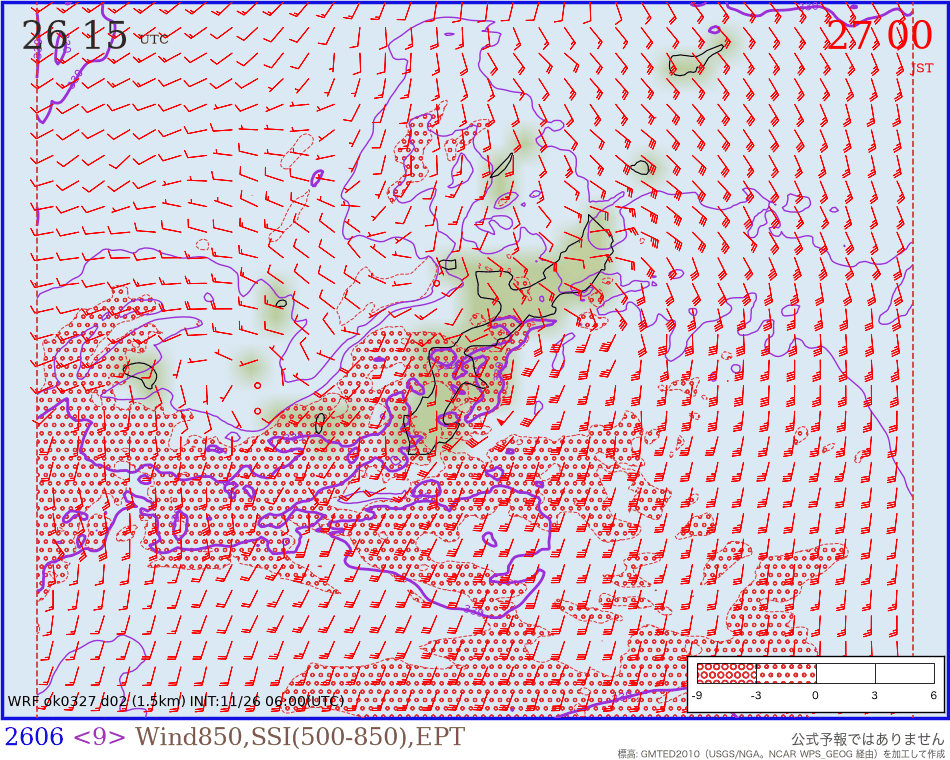 26 15 UTC
27 00
JST
WRF ok0327 d02 (1.5km) INIT:11/26 06:00(UTC)
-9 -3 0 3 6
2606 <9> Wind850,SSI(500-850),EPT
公式予報ではありません
標高: GMTED2010（USGS/NGA。NCAR WPS_GEOG 経由）を加工して作成